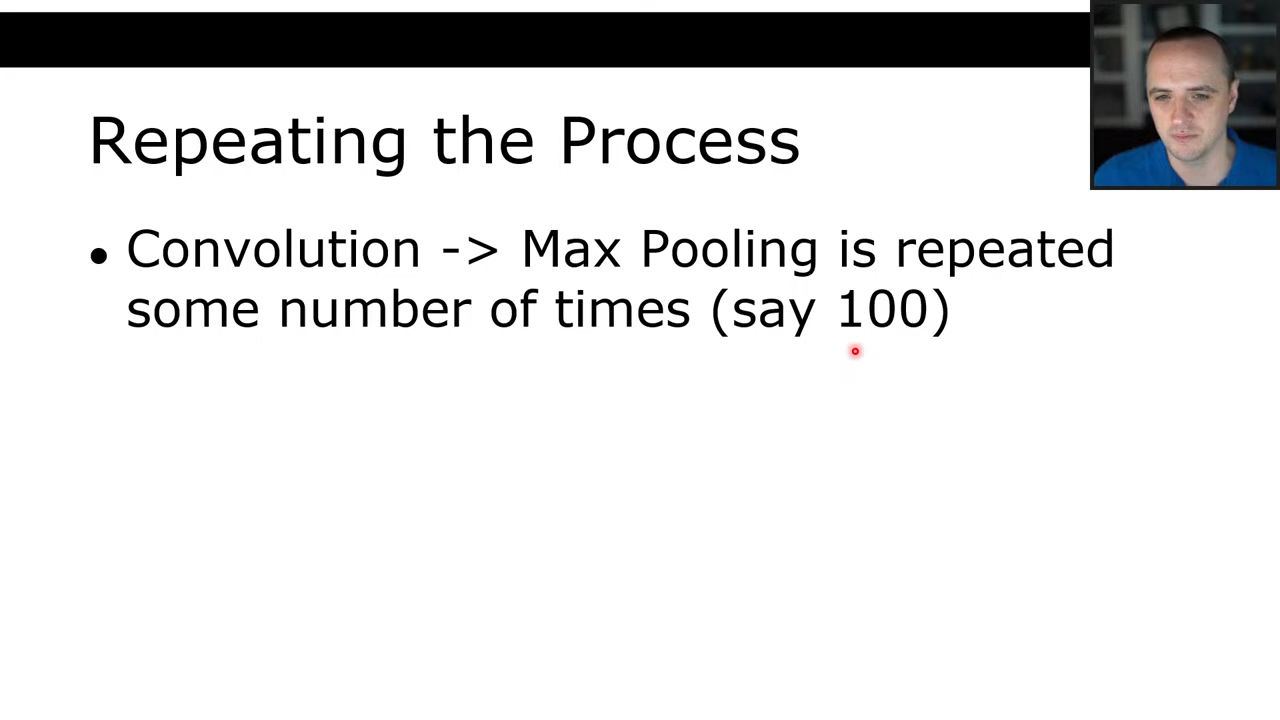 Repeating the Process
• Convolution -> Max Pooling is repeated
some number of times (say 100)